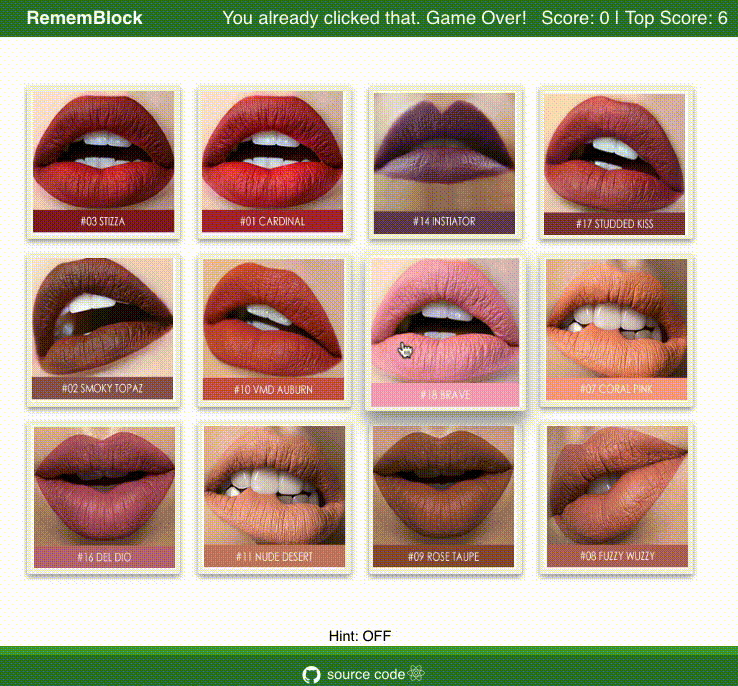 RememBlock You already clicked that. Game Over! Score: 0 | Top Score: 6
#03 STIZZA #01 CARDINAL #14 INSTIATOR #17 STUDDED KISS
#02 SMOKY TOPAZ #10 VMD AUBURN #18 BRAVE #07 CORAL PINK
#16 DEL DIO #11 NUDE DESERT #09 ROSE TAUPE #08 FUZZY WUZZY
Hint: OFF
source code